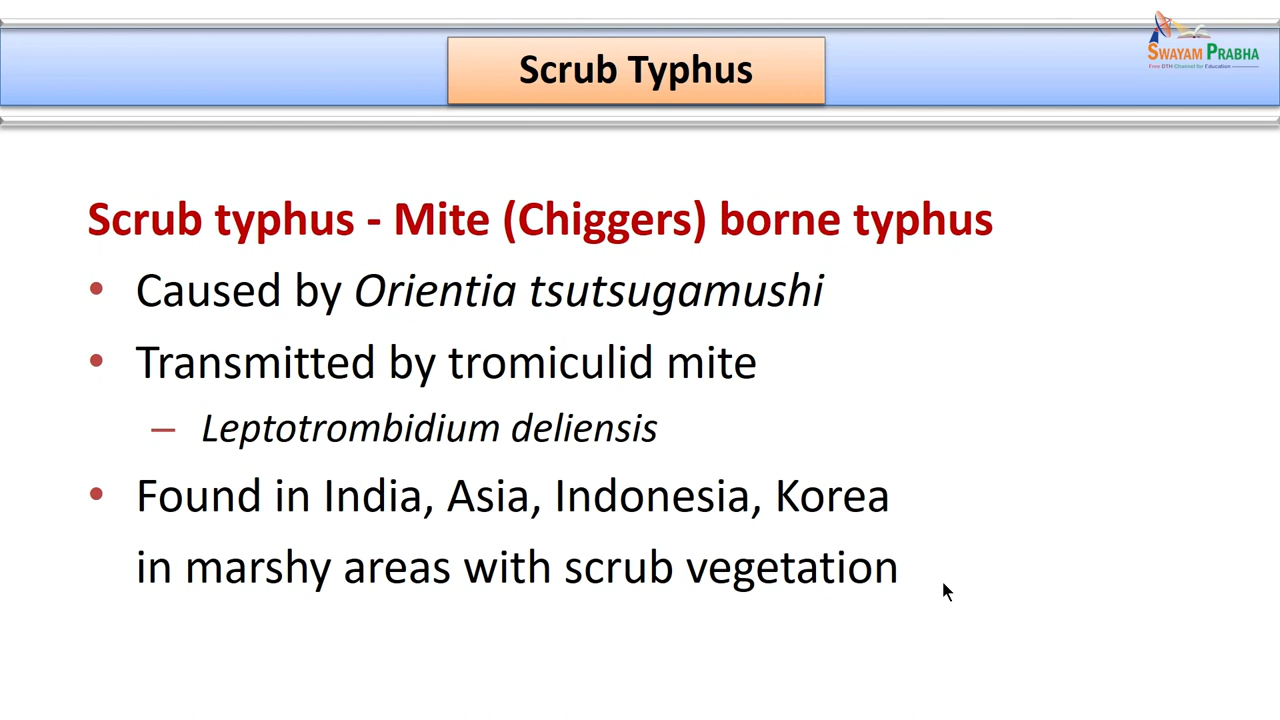 Scrub Typhus
SWAYAM PRABHA
Free DTH Channel for Education
Scrub typhus - Mite (Chiggers) borne typhus
• Caused by Orientia tsutsugamushi
• Transmitted by tromiculid mite
– Leptotrombidium deliensis
• Found in India, Asia, Indonesia, Korea
in marshy areas with scrub vegetation